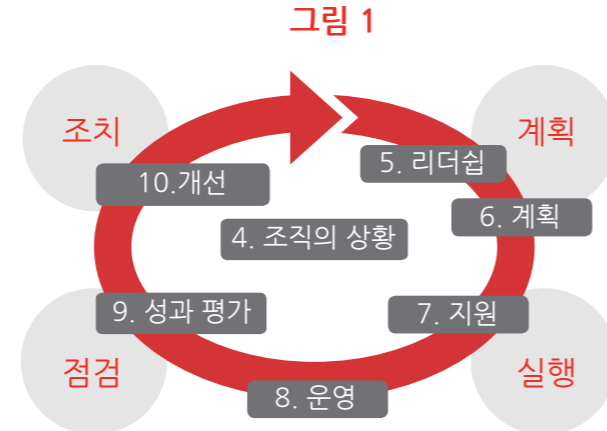 그림 1
조치
계획
5. 리더쉽
10.개선
6. 계획
4. 조직의 상황
9. 성과 평가
7. 지원
점검
실행
8. 운영